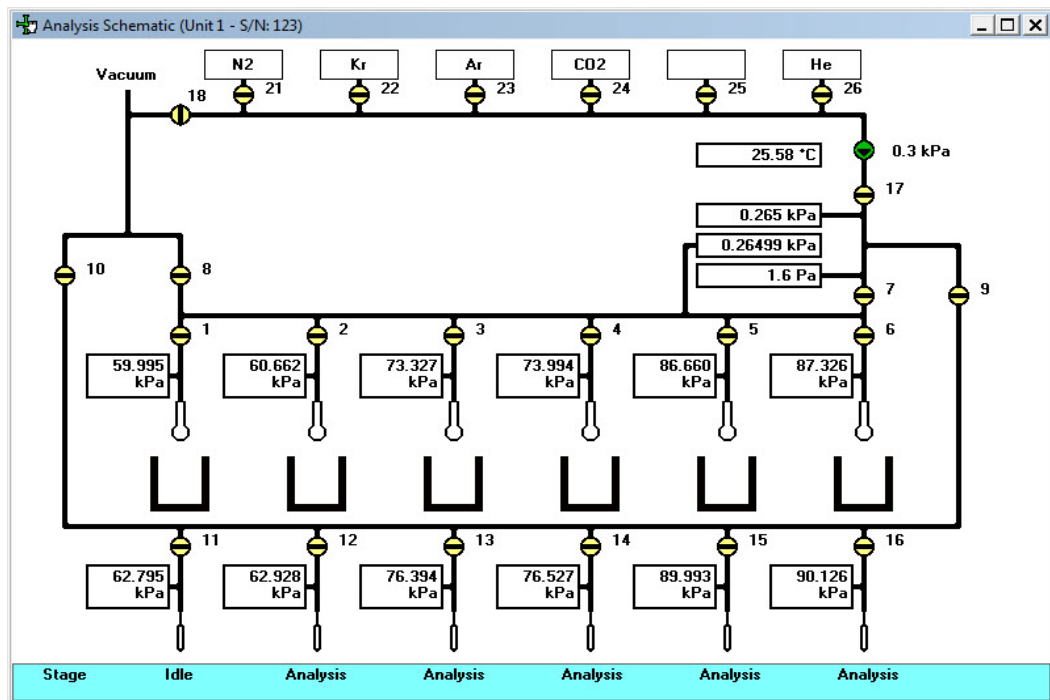 Analysis Schematic (Unit 1 - S/N: 123)
Vacuum
N2 Kr Ar CO2 He
18 21 22 23 24 25 26
25.58 °C 0.3 kPa
17
0.265 kPa
0.26499 kPa
10 8 1.6 Pa 7 9
1 2 3 4 5 6
59.995 60.662 73.327 73.994 86.660 87.326
kPa kPa kPa kPa kPa kPa
11 12 13 14 15 16
62.795 62.928 76.394 76.527 89.993 90.126
kPa kPa kPa kPa kPa kPa
Stage Idle Analysis Analysis Analysis Analysis Analysis